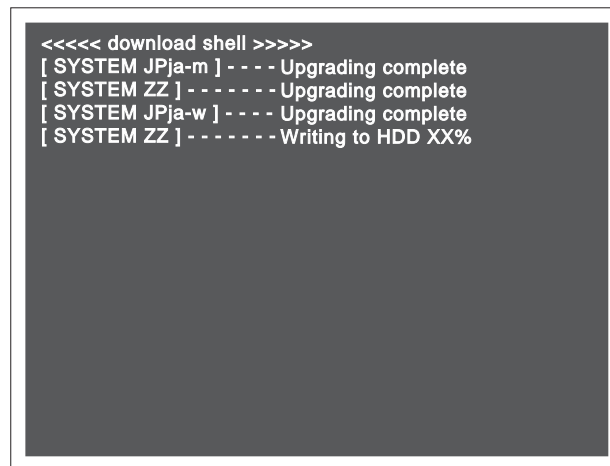 <<<<< download shell >>>>>
[ SYSTEM JPja-m ] - - - - Upgrading complete
[ SYSTEM ZZ ] - - - - - - - Upgrading complete
[ SYSTEM JPja-w ] - - - - Upgrading complete
[ SYSTEM ZZ ] - - - - - - - Writing to HDD XX%